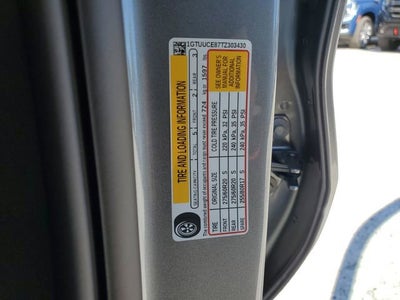 1GTUUCE87TZ303430
TIRE AND LOADING INFORMATION
SEATING CAPACITY TOTAL 5 FRONT 2 REAR 3
The combined weight of occupants and cargo should never exceed 724 kg or 1597 lbs.
TIRE ORIGINAL SIZE COLD TIRE PRESSURE
FRONT 275/60R20 S 220 kPa, 32 PSI
REAR 275/60R20 S 240 kPa, 35 PSI
SPARE 255/80R17 S 240 kPa, 35 PSI
SEE OWNER'S
MANUAL FOR
ADDITIONAL
INFORMATION